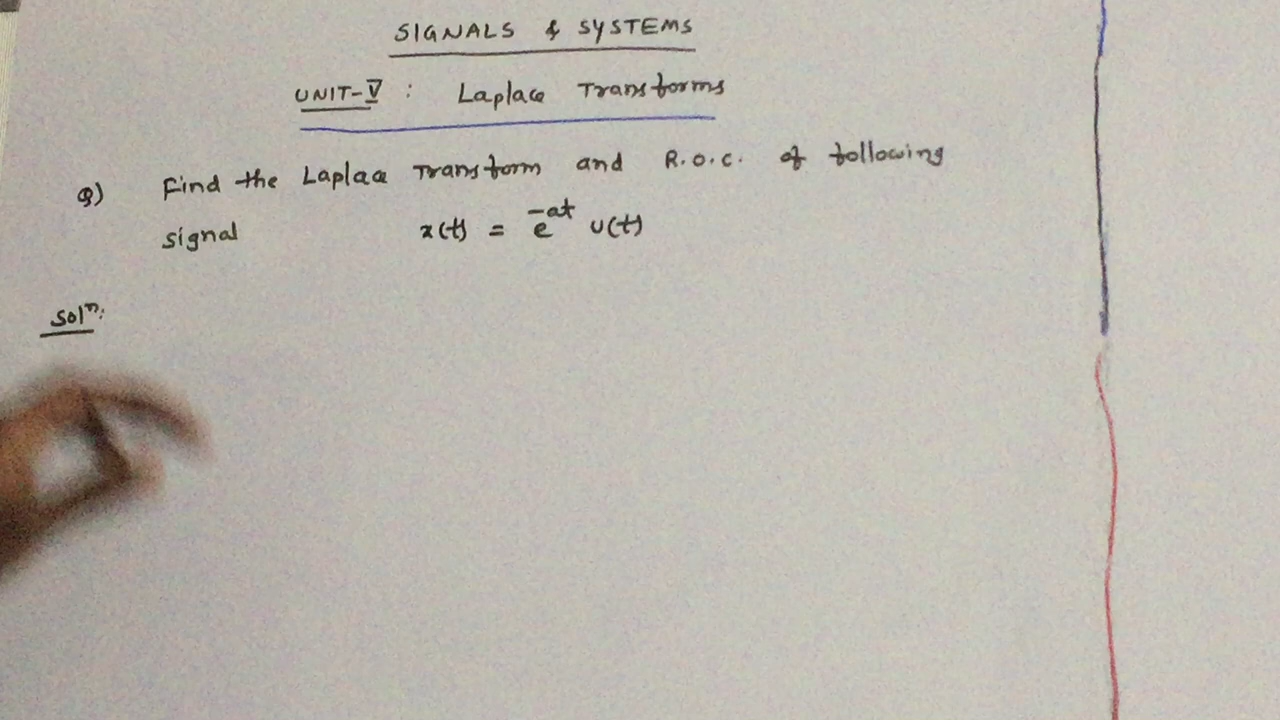 SIGNALS & SYSTEMS
UNIT-V : Laplace Transforms
Q) Find the Laplace Transform and R.O.C. of following
signal x(t) = e^-at u(t)
Solⁿ: